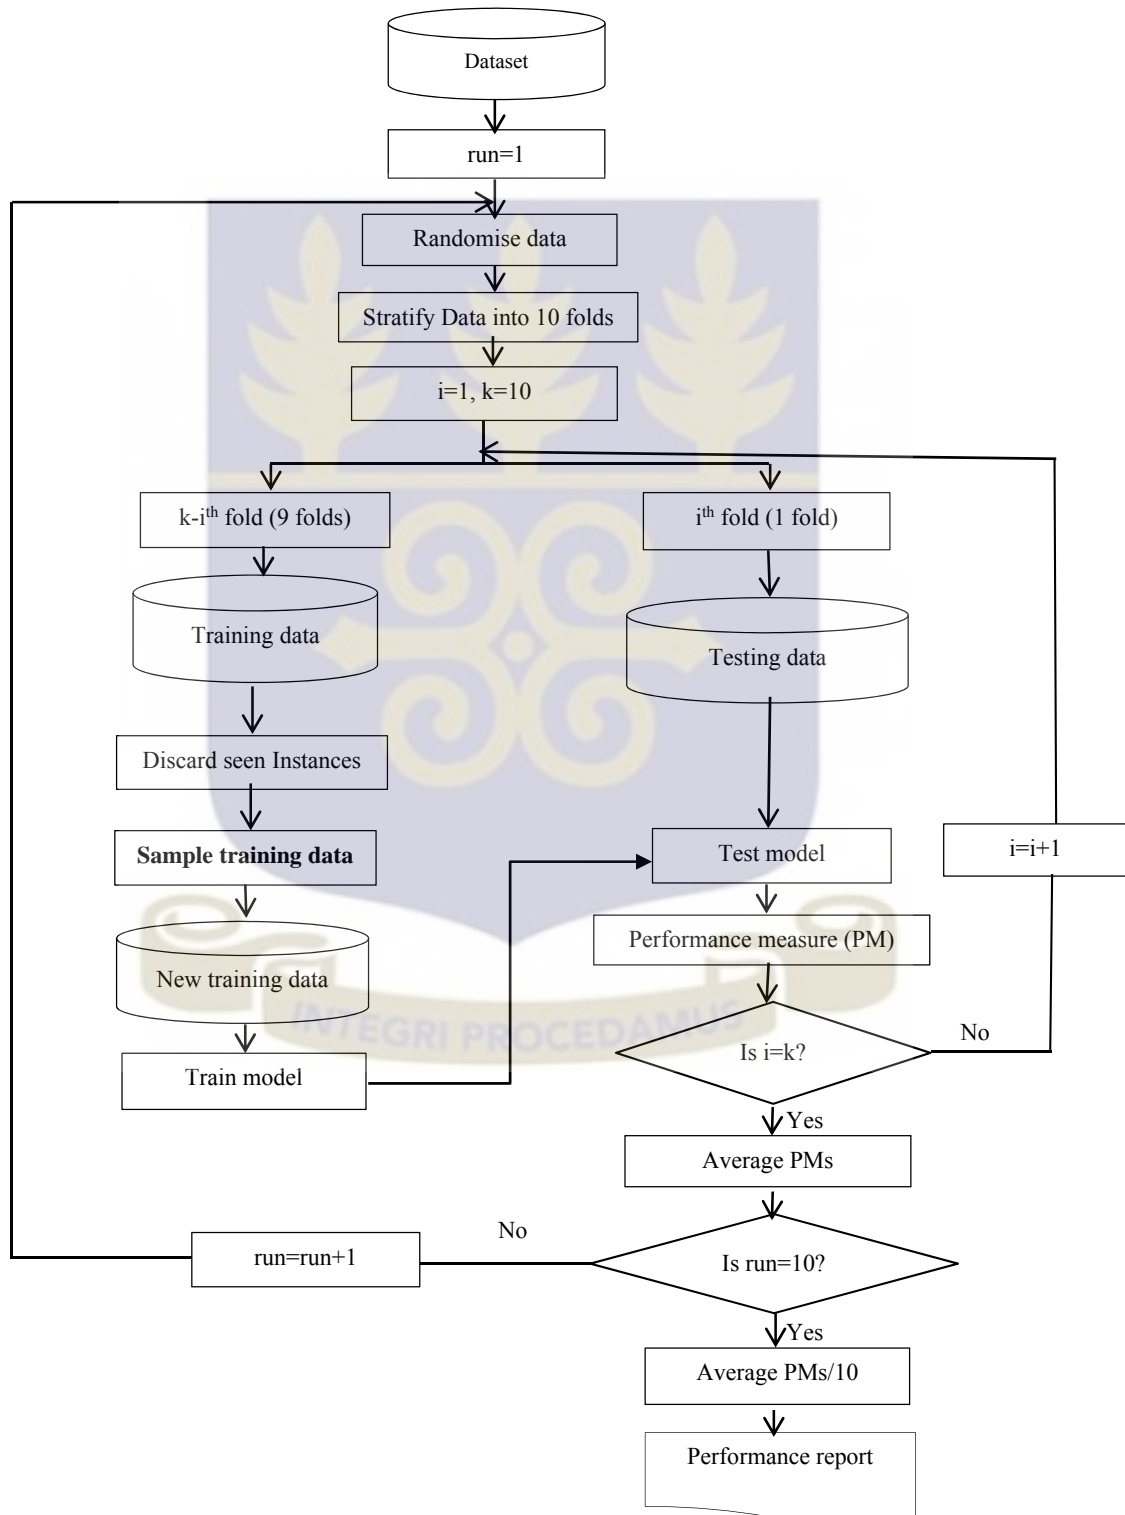 Dataset
run=1
Randomise data
Stratify Data into 10 folds
i=1, k=10
k-iᵗʰ fold (9 folds)
iᵗʰ fold (1 fold)
Training data
Testing data
Discard seen Instances
Sample training data
Test model
i=i+1
New training data
Performance measure (PM)
INTEGRI PROCEDAMUS
Train model
Is i=k?
No
Yes
Average PMs
No
run=run+1
Is run=10?
Yes
Average PMs/10
Performance report